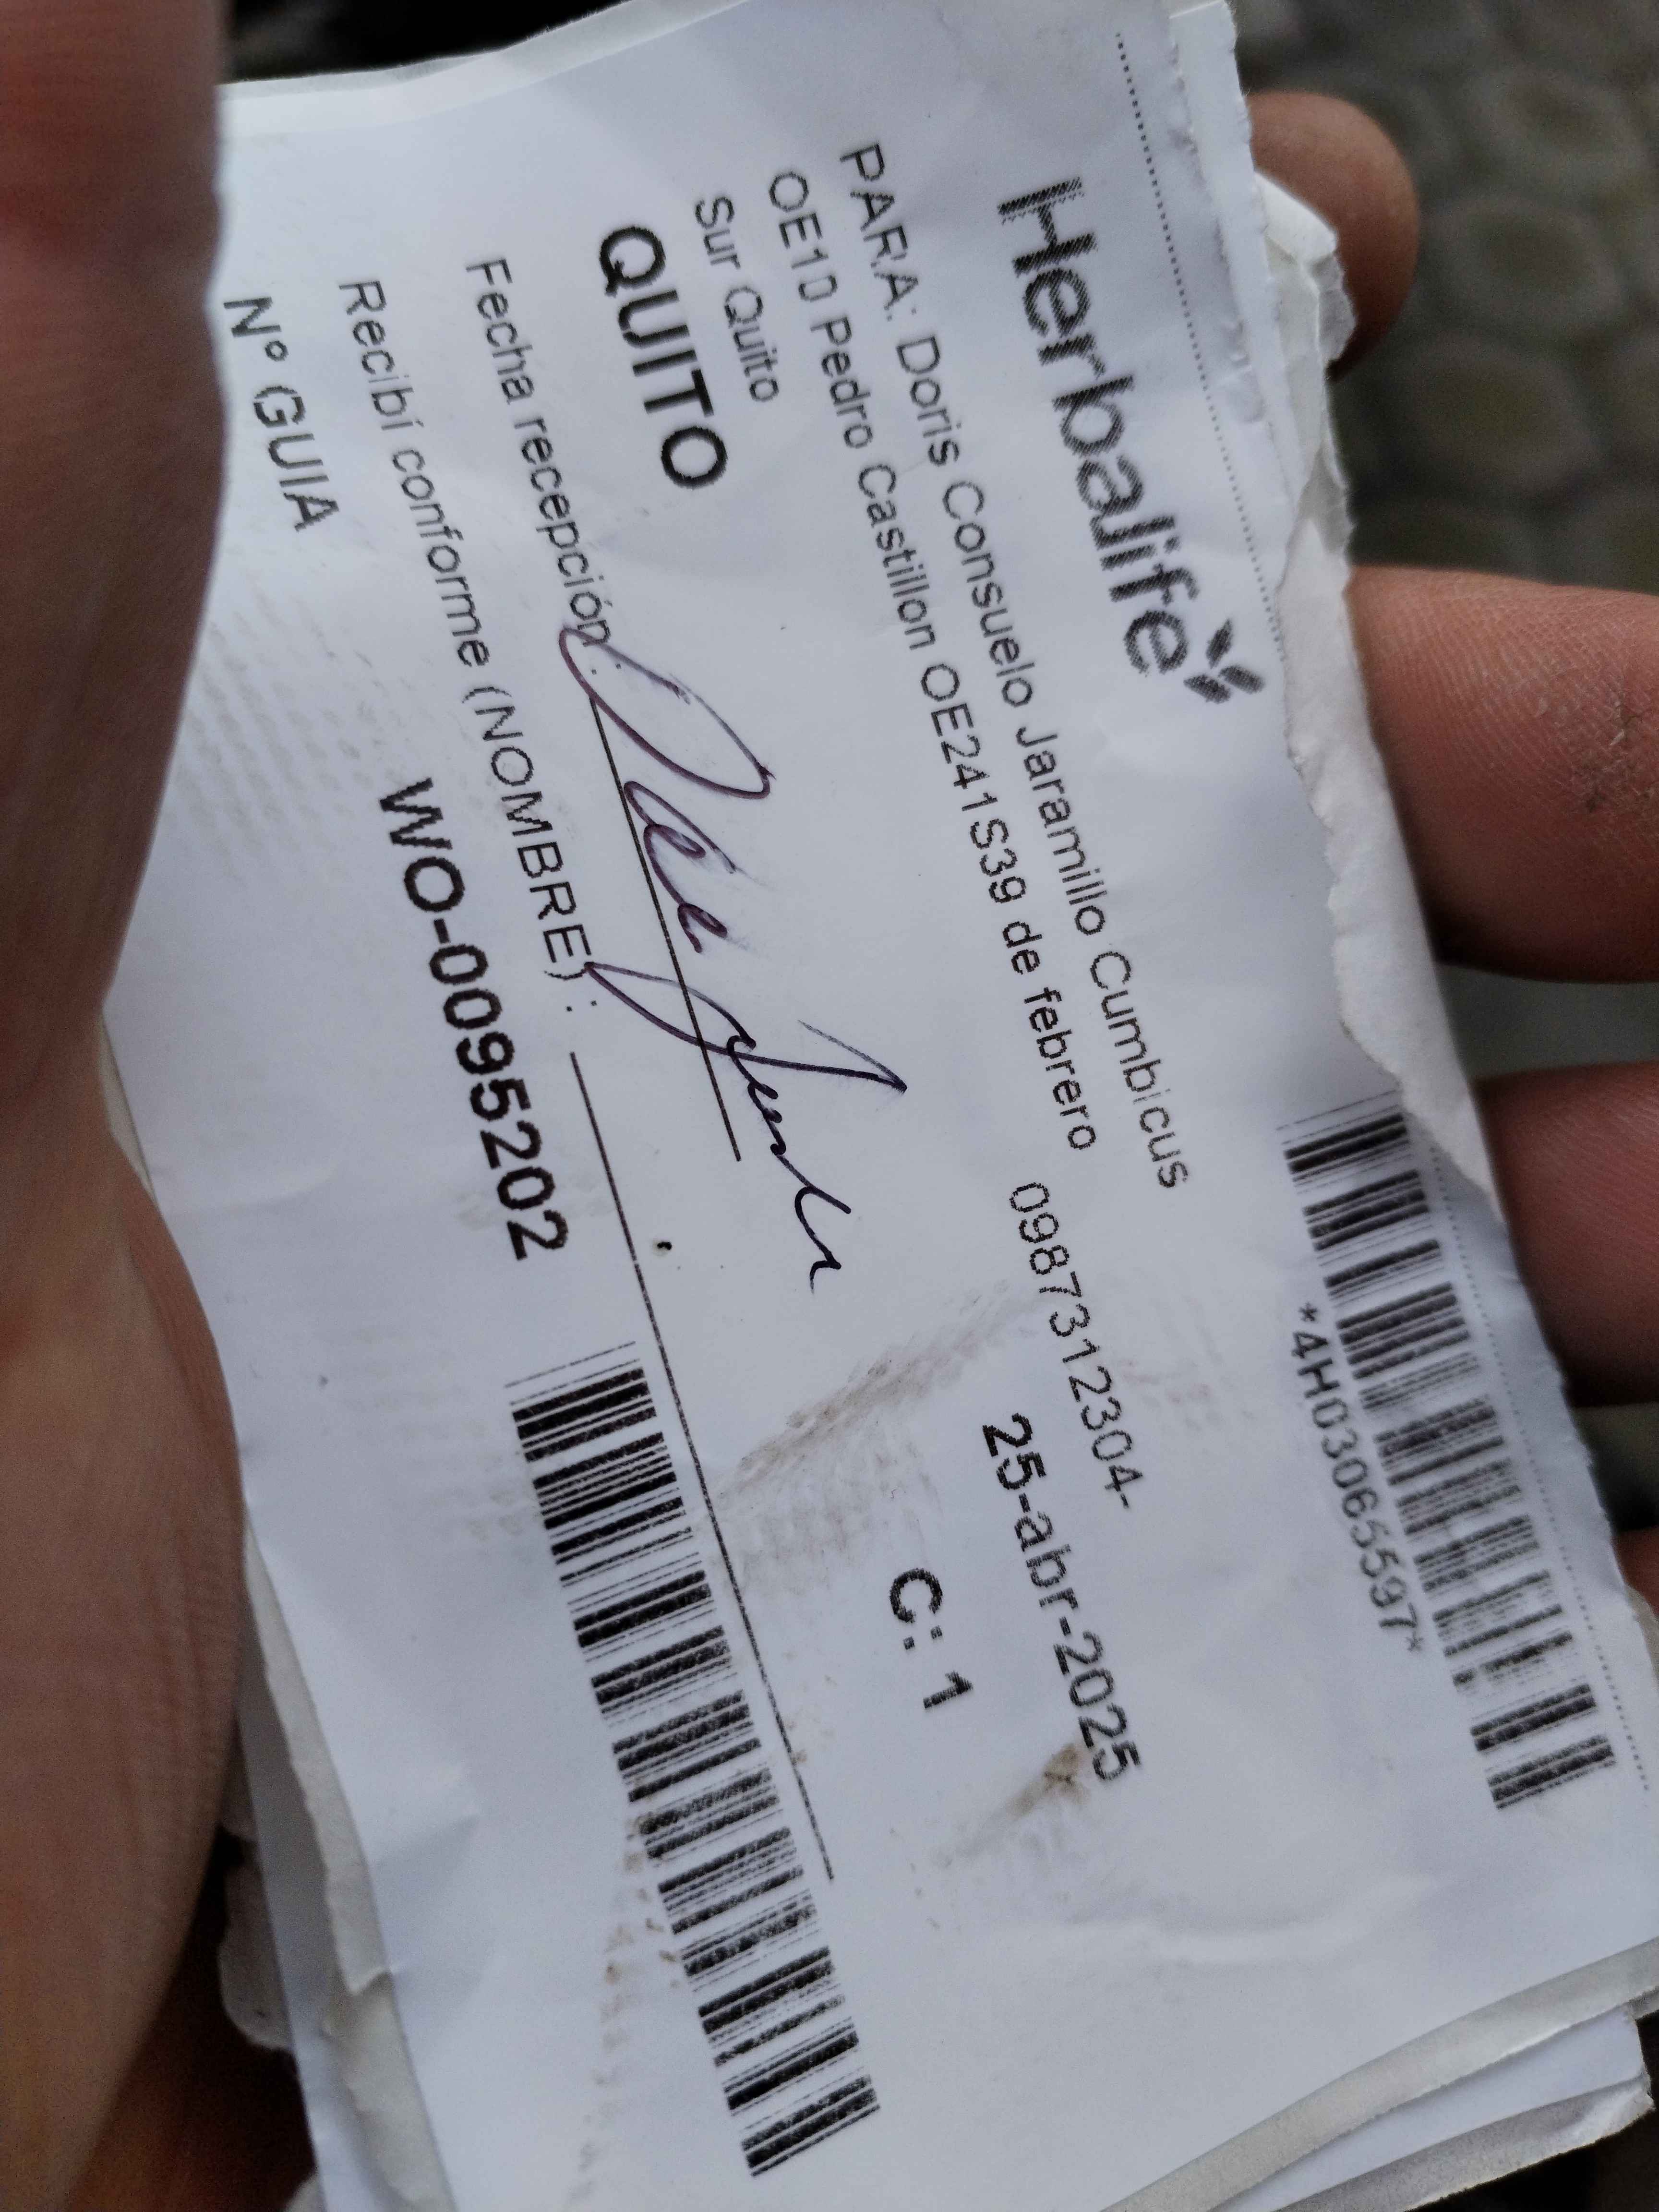 Herbalife
*4H03065597*
PARA: Doris Consuelo Jaramillo Cumbicus
OE1D Pedro Castillon OE241S39 de febrero
0987312304-
Sur Quito
25-abr-2025
QUITO
C: 1
Fecha recepción:
Recibí conforme (NOMBRE):
Nº GUIA
WO-0095202